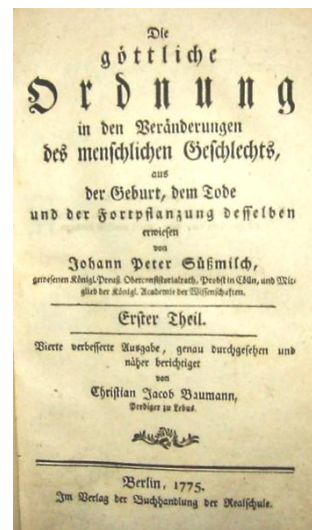 Die
göttliche
Ordnung
in den Veränderungen
des menschlichen Geschlechts,
aus
der Geburt, dem Tode
und der Fortpflanzung desselben
erwiesen
von
Johann Peter Süßmilch,
gewesenen Königl. Preuß. Oberconsistorialrath, Probst in Cölln, und Mit-
glied der Königl. Academie der Wissenschaften.
Erster Theil.
Vierte verbesserte Ausgabe, genau durchgesehen und
näher berichtiget
von
Christian Jacob Baumann,
Prediger zu Lebus.
Berlin, 1775.
Im Verlag der Buchhandlung der Realschule.